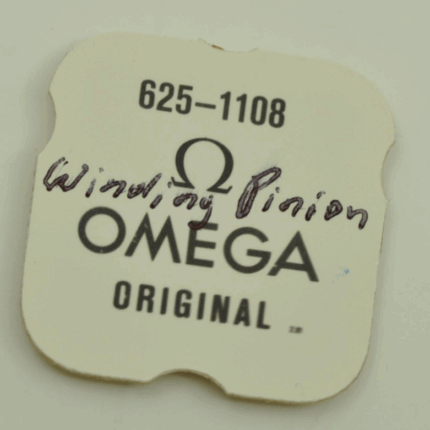 625-1108
Ω
Winding Pinion
OMEGA
ORIGINAL